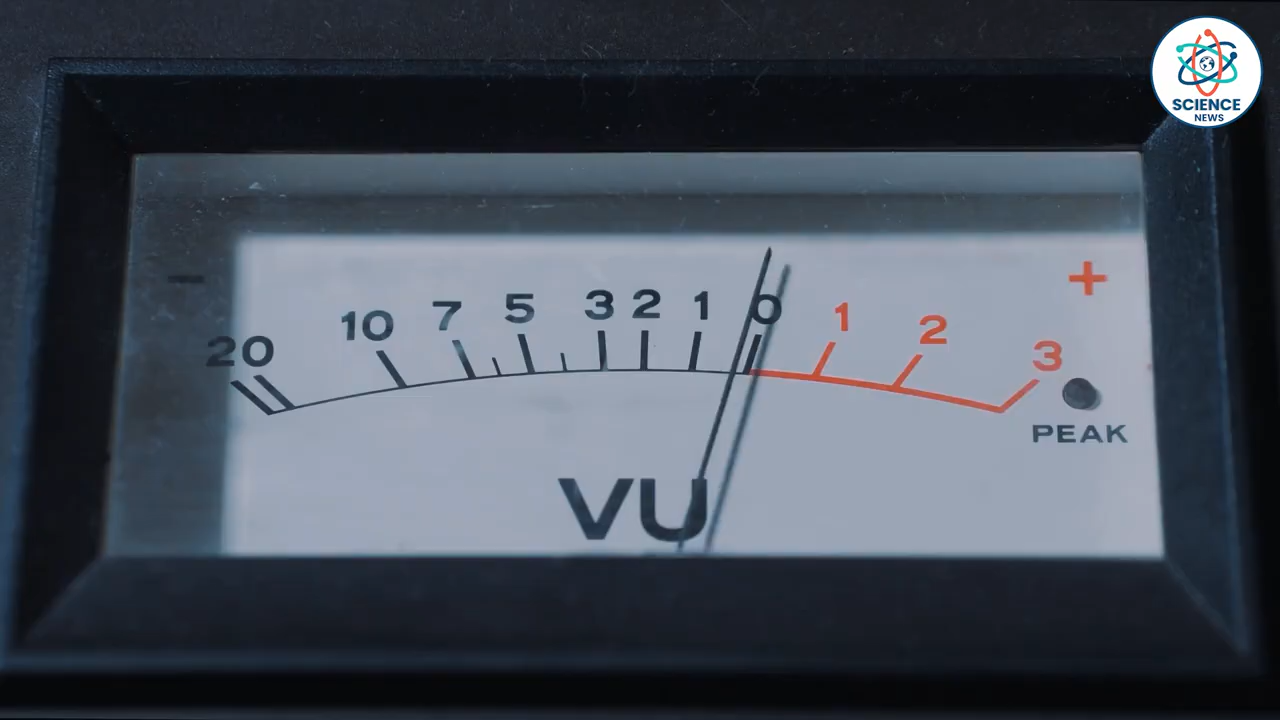 SCIENCE
NEWS
− +
20 10 7 5 3 2 1 0 1 2 3
PEAK
VU